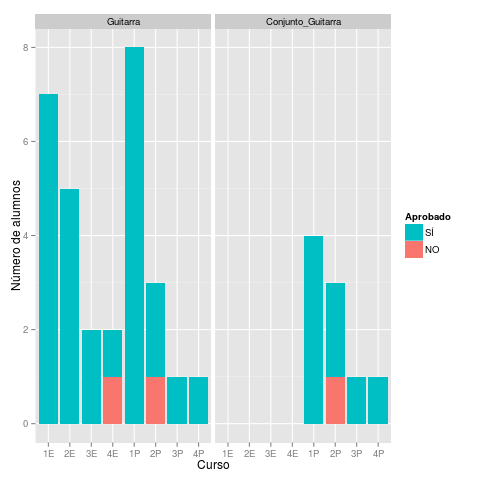 Guitarra
Conjunto_Guitarra
8
6
4
2
0
Número de alumnos
1E 2E 3E 4E 1P 2P 3P 4P
1E 2E 3E 4E 1P 2P 3P 4P
Curso
Aprobado
SÍ
NO